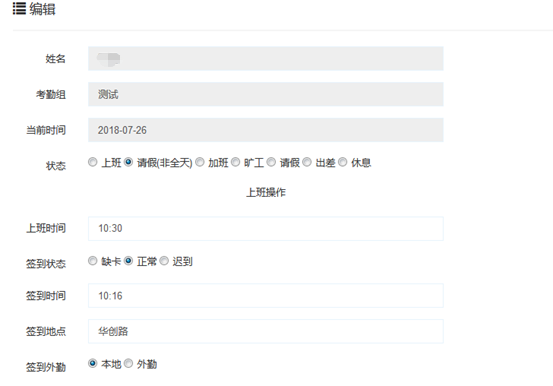 编辑
姓名
考勤组 测试
当前时间 2018-07-26
状态 上班 请假(非全天) 加班 旷工 请假 出差 休息
上班操作
上班时间 10:30
签到状态 缺卡 正常 迟到
签到时间 10:16
签到地点 华创路
签到外勤 本地 外勤